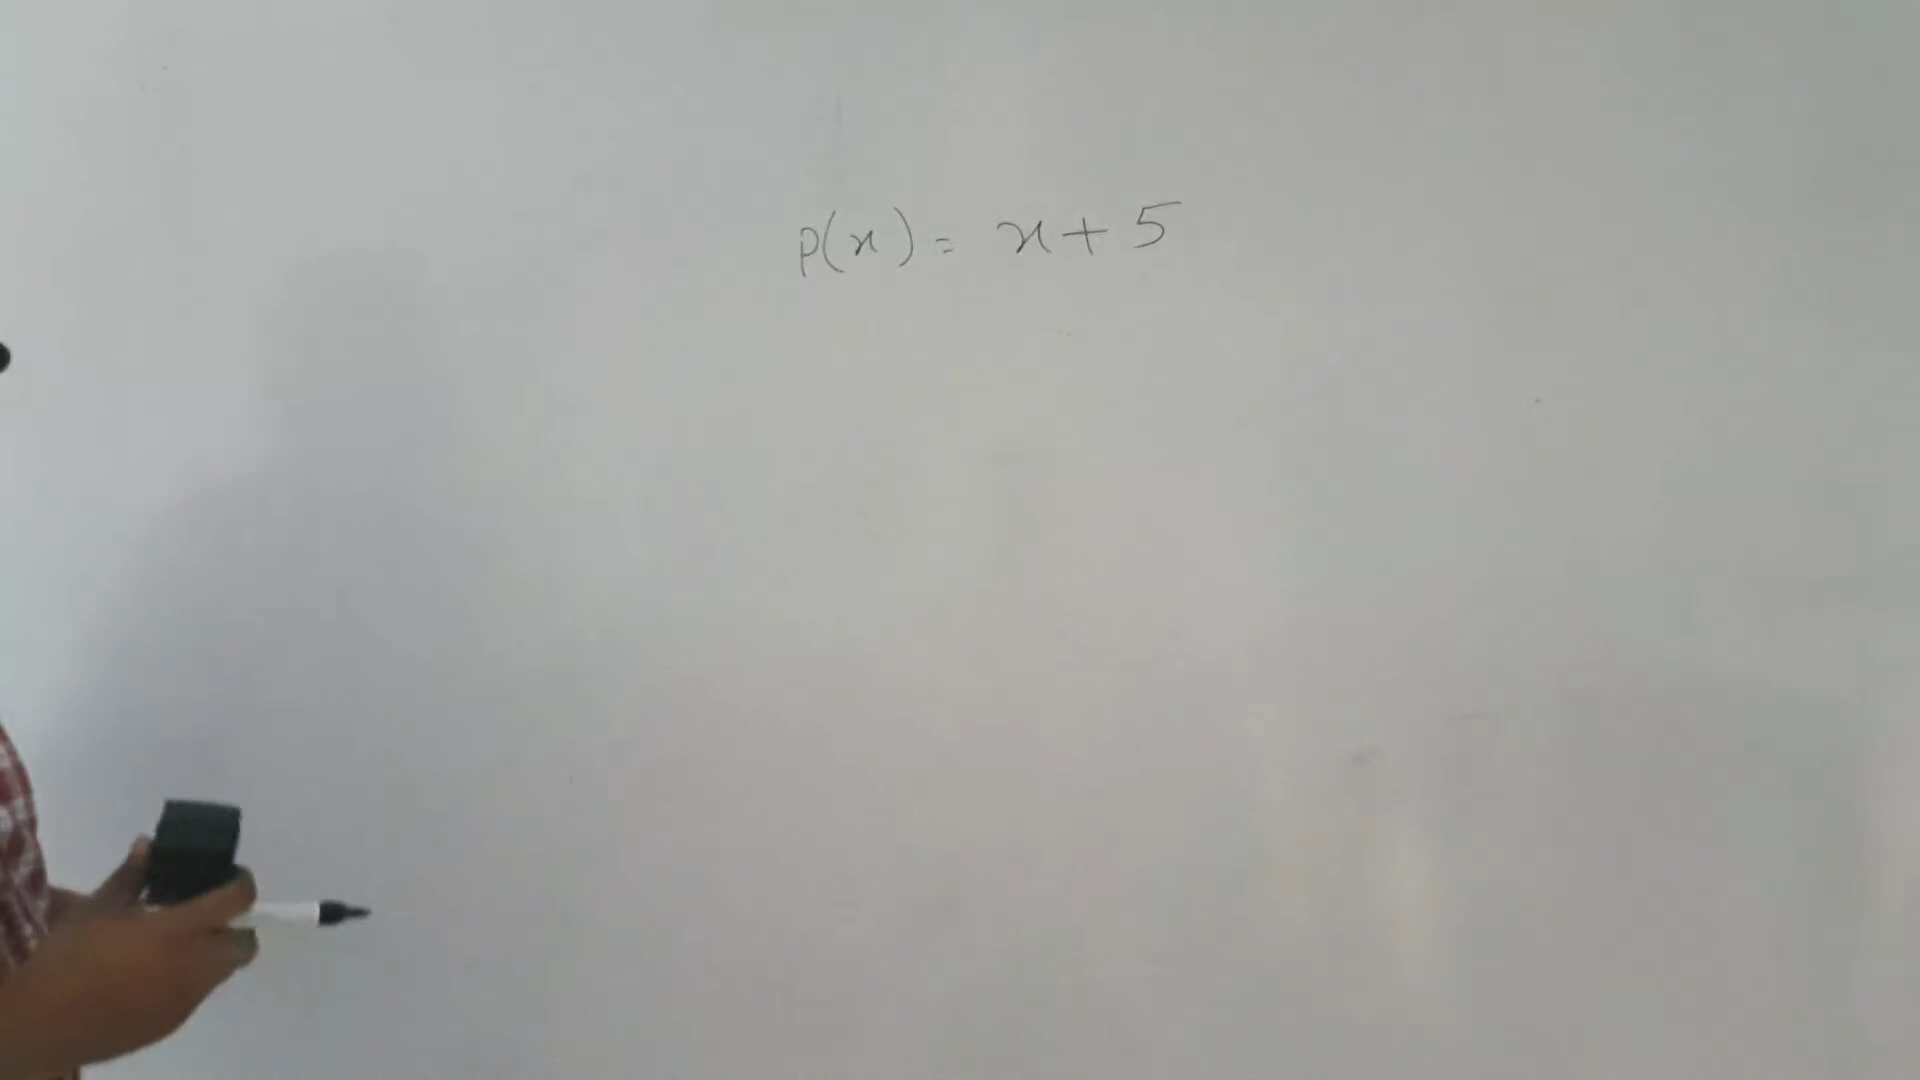 p(x) = x + 5